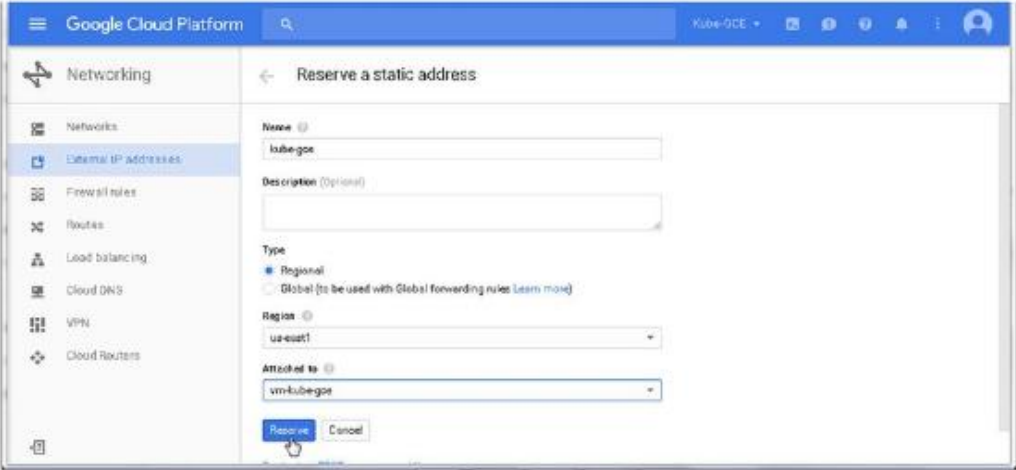 Google Cloud Platform
Kube-GCE
Networking
Reserve a static address
Networks
External IP addresses
Firewall rules
Routes
Load balancing
Cloud DNS
VPN
Cloud Routers
Name
kube-gce
Description (Optional)
Type
Regional
Global (to be used with Global forwarding rules Learn more)
Region
us-east1
Attached to
vm-kube-gce
Reserve
Cancel